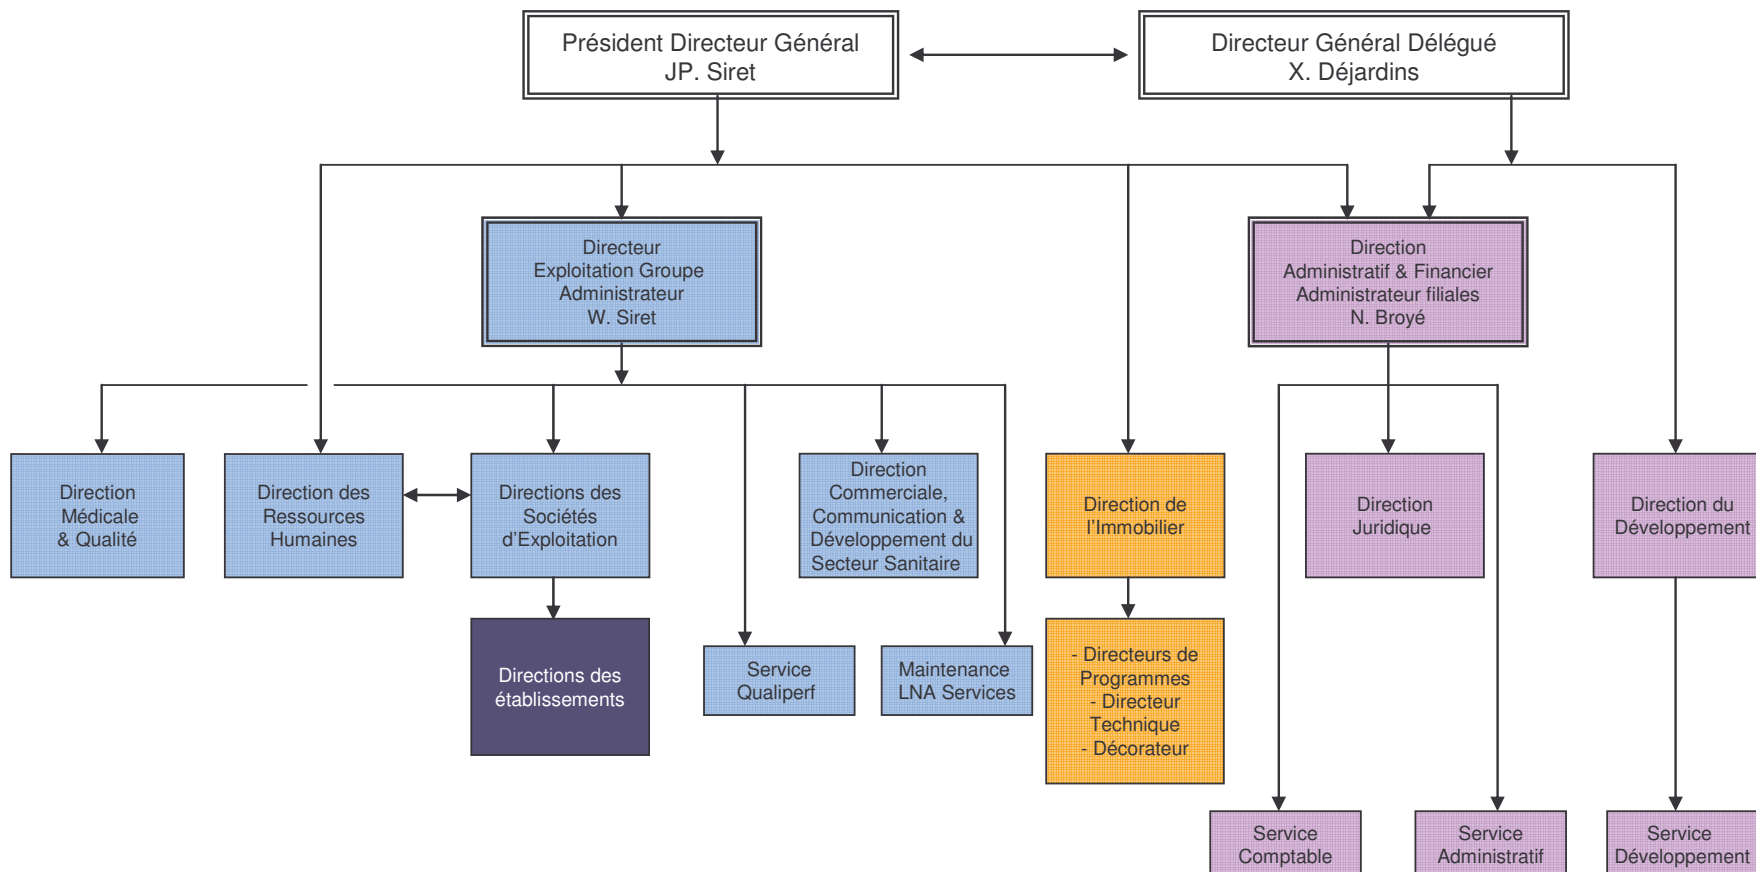 Président Directeur Général
JP. Siret
Directeur Général Délégué
X. Déjardins
Directeur
Exploitation Groupe
Administrateur
W. Siret
Direction
Administratif & Financier
Administrateur filiales
N. Broyé
Direction
Médicale
& Qualité
Direction des
Ressources
Humaines
Directions des
Sociétés
d'Exploitation
Direction
Commerciale,
Communication &
Développement du
Secteur Sanitaire
Direction de
l'Immobilier
Direction
Juridique
Direction du
Développement
Directions des
établissements
Service
Qualiperf
Maintenance
LNA Services
- Directeurs de
Programmes
- Directeur
Technique
- Décorateur
Service
Comptable
Service
Administratif
Service
Développement